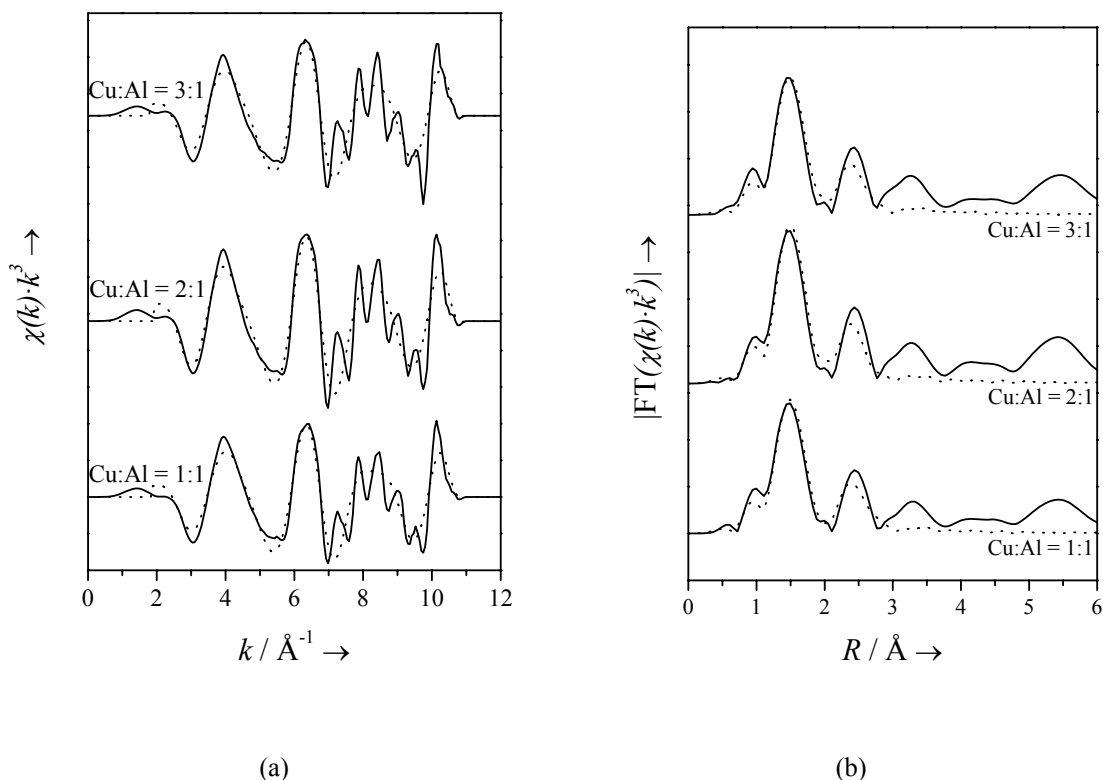 χ(k)·k³ →
Cu:Al = 3:1
Cu:Al = 2:1
Cu:Al = 1:1
0 2 4 6 8 10 12
k / Å⁻¹ →
(a)
|FT(χ(k)·k³)| →
Cu:Al = 3:1
Cu:Al = 2:1
Cu:Al = 1:1
0 1 2 3 4 5 6
R / Å →
(b)